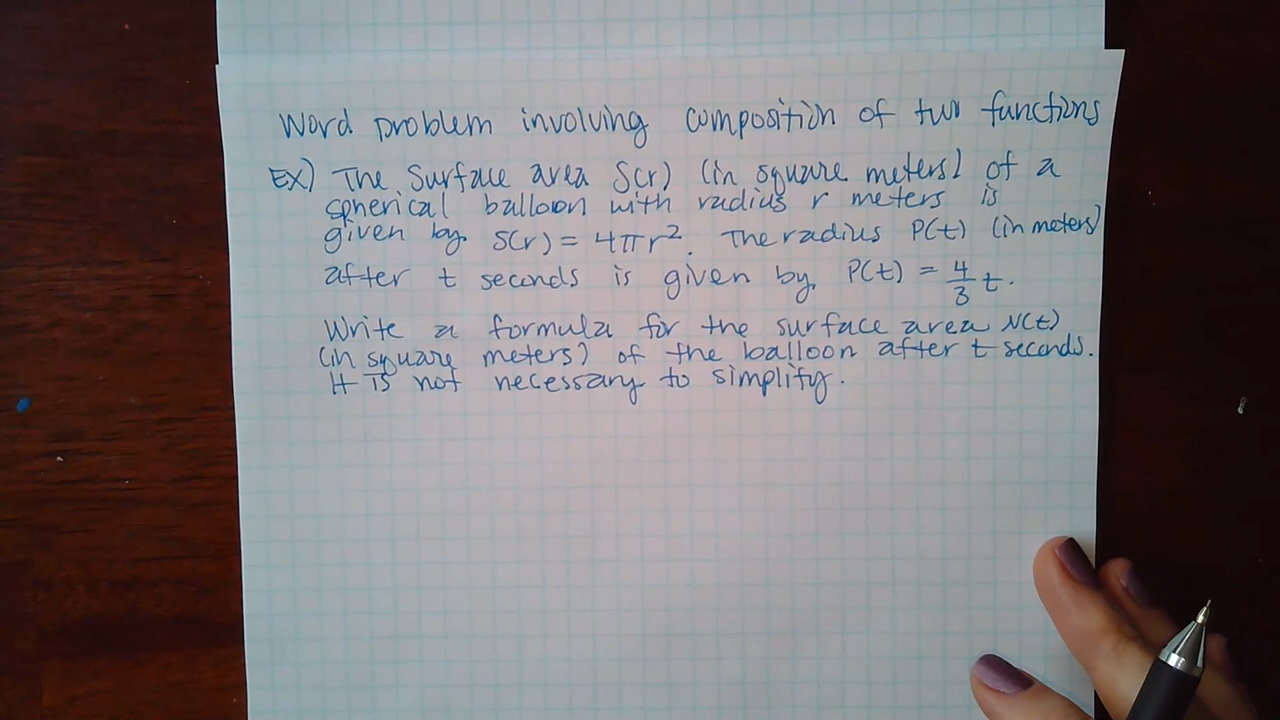 Word problem involving composition of two functions
EX) The surface area S(r) (in square meters) of a
spherical balloon with radius r meters is
given by S(r) = 4πr². The radius P(t) (in meters)
after t seconds is given by P(t) = 4/3 t.
Write a formula for the surface area N(t)
(in square meters) of the balloon after t seconds.
It is not necessary to simplify.